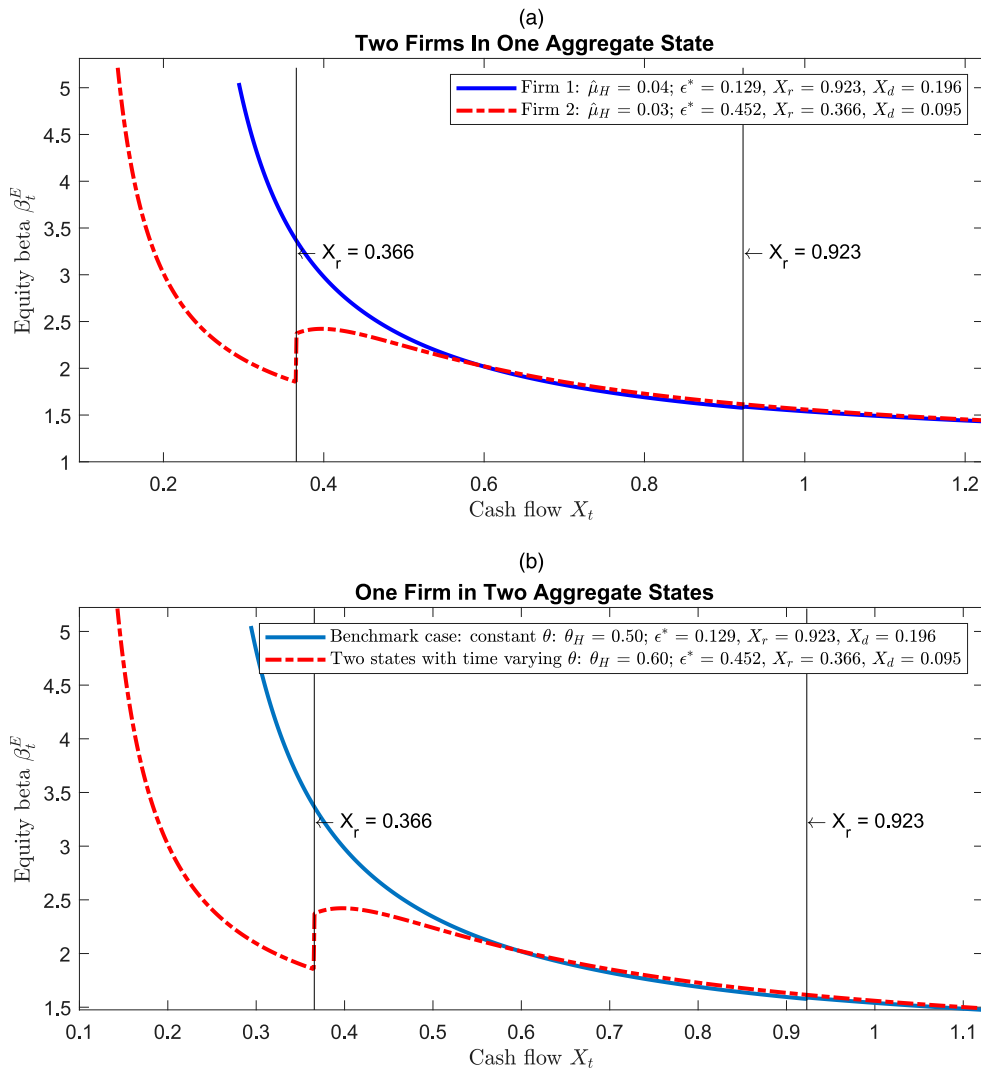 (a)
Two Firms In One Aggregate State
Firm 1: μ̂_H = 0.04; ϵ* = 0.129, X_r = 0.923, X_d = 0.196
Firm 2: μ̂_H = 0.03; ϵ* = 0.452, X_r = 0.366, X_d = 0.095
← X_r = 0.366
← X_r = 0.923
Equity beta β_t^E
5
4.5
4
3.5
3
2.5
2
1.5
1
0.2 0.4 0.6 0.8 1 1.2
Cash flow X_t
(b)
One Firm in Two Aggregate States
Benchmark case: constant θ: θ_H = 0.50; ϵ* = 0.129, X_r = 0.923, X_d = 0.196
Two states with time varying θ: θ_H = 0.60; ϵ* = 0.452, X_r = 0.366, X_d = 0.095
← X_r = 0.366
← X_r = 0.923
Equity beta β_t^E
5
4.5
4
3.5
3
2.5
2
1.5
0.1 0.2 0.3 0.4 0.5 0.6 0.7 0.8 0.9 1 1.1
Cash flow X_t